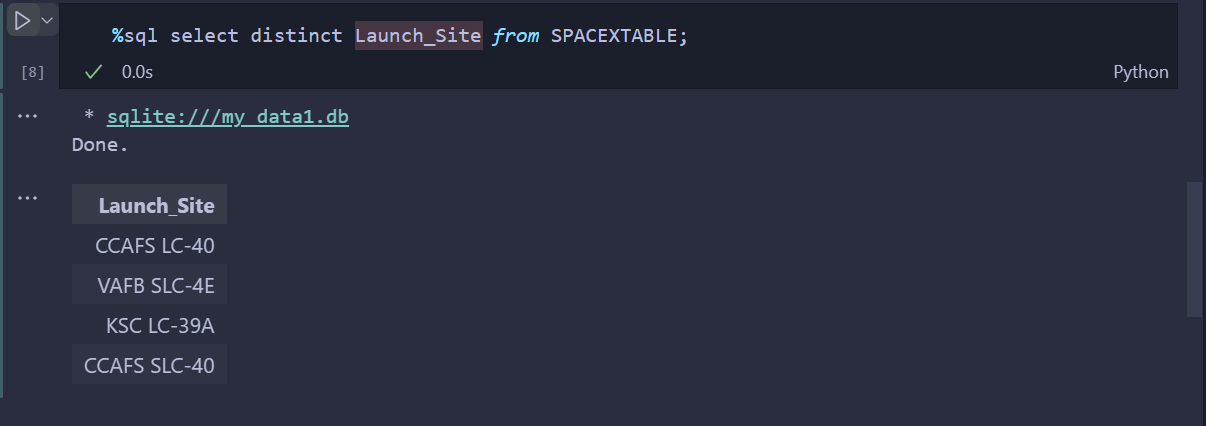 %sql select distinct Launch_Site from SPACEXTABLE;
[8]
0.0s
Python
* sqlite:///my_data1.db
Done.
Launch_Site
CCAFS LC-40
VAFB SLC-4E
KSC LC-39A
CCAFS SLC-40